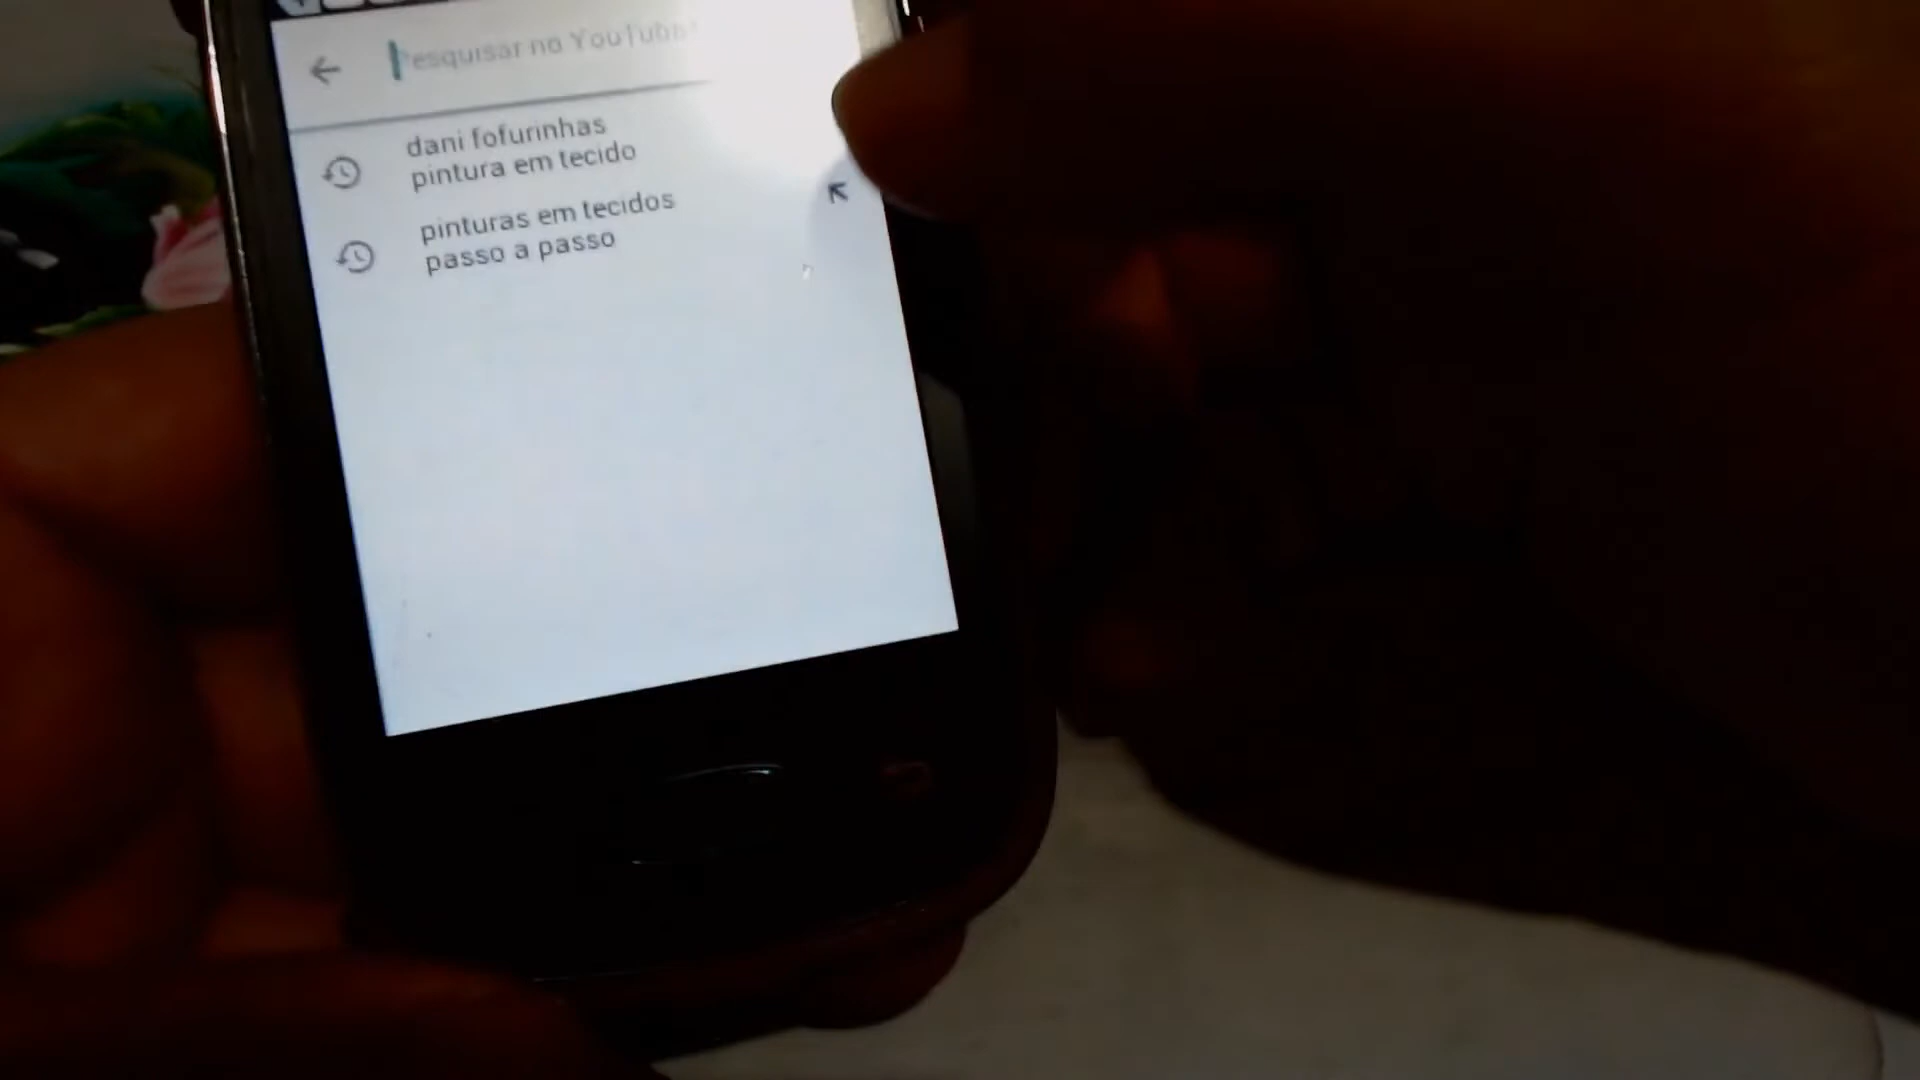 Pesquisar no YouTube
dani fofurinhas
pintura em tecido
pinturas em tecidos
passo a passo